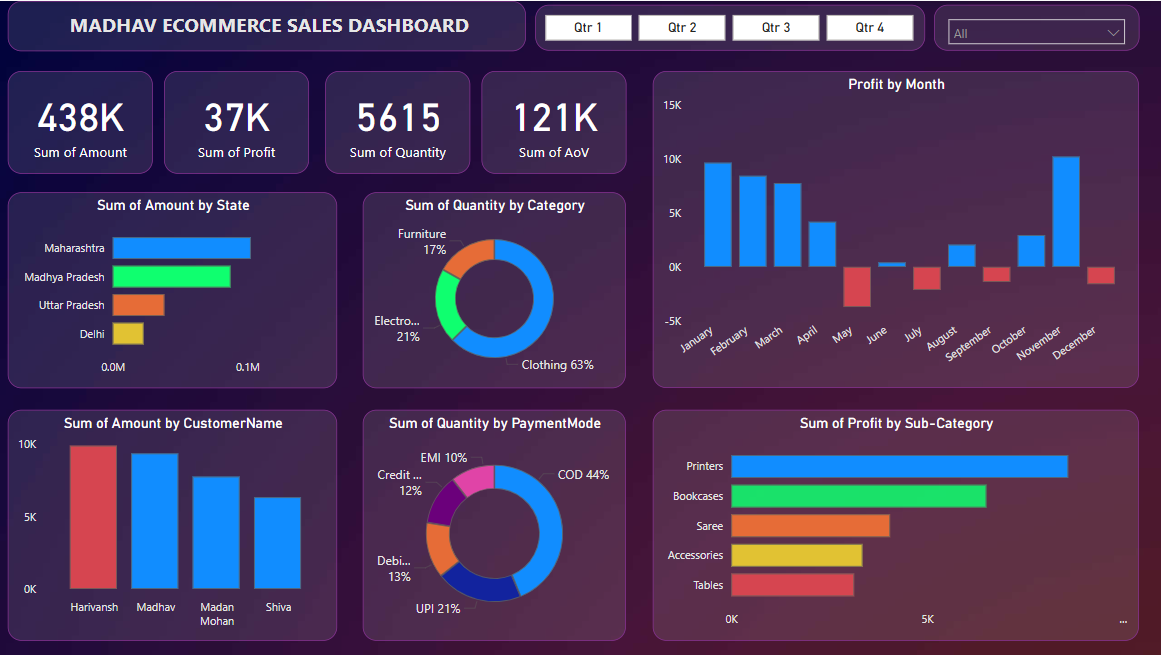 MADHAV ECOMMERCE SALES DASHBOARD
Qtr 1
Qtr 2
Qtr 3
Qtr 4
All
438K
Sum of Amount
37K
Sum of Profit
5615
Sum of Quantity
121K
Sum of AoV
Profit by Month
15K
10K
5K
0K
-5K
January
February
March
April
May
June
July
August
September
October
November
December
Sum of Amount by State
Maharashtra
Madhya Pradesh
Uttar Pradesh
Delhi
0.0M
0.1M
Sum of Quantity by Category
Furniture
17%
Electro...
21%
Clothing 63%
Sum of Amount by CustomerName
10K
5K
0K
Harivansh
Madhav
Madan
Mohan
Shiva
Sum of Quantity by PaymentMode
EMI 10%
COD 44%
Credit ...
12%
Debi...
13%
UPI 21%
Sum of Profit by Sub-Category
Printers
Bookcases
Saree
Accessories
Tables
0K
5K
...